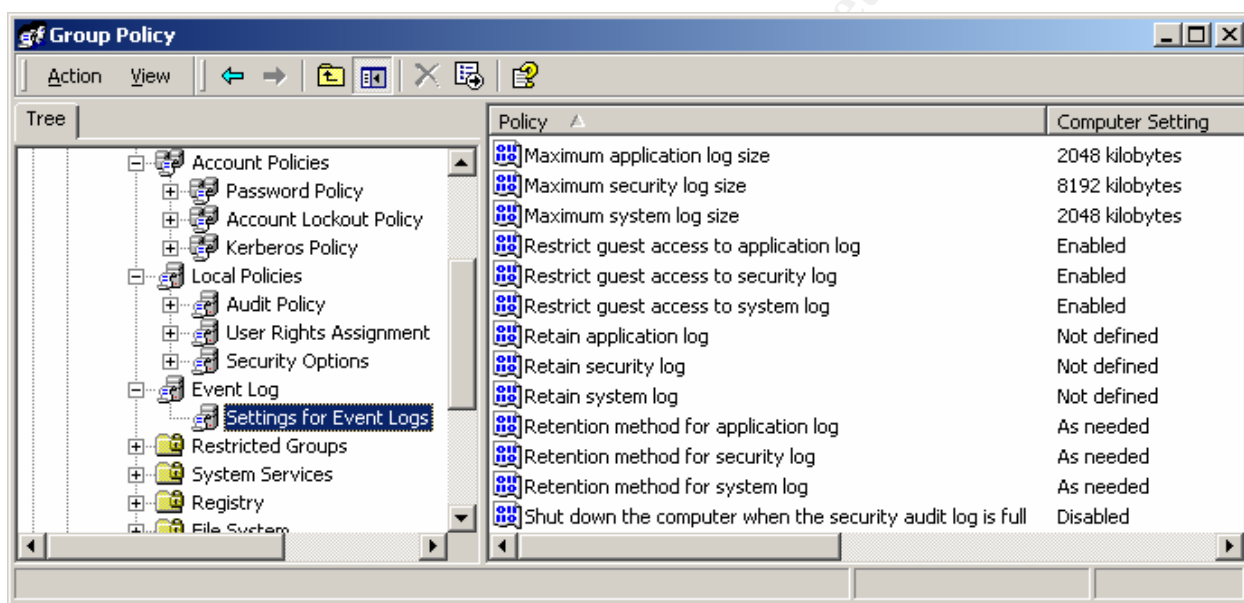 Group Policy
Action View
Tree
Policy Computer Setting
Account Policies
Password Policy
Account Lockout Policy
Kerberos Policy
Local Policies
Audit Policy
User Rights Assignment
Security Options
Event Log
Settings for Event Logs
Restricted Groups
System Services
Registry
File System
Maximum application log size 2048 kilobytes
Maximum security log size 8192 kilobytes
Maximum system log size 2048 kilobytes
Restrict guest access to application log Enabled
Restrict guest access to security log Enabled
Restrict guest access to system log Enabled
Retain application log Not defined
Retain security log Not defined
Retain system log Not defined
Retention method for application log As needed
Retention method for security log As needed
Retention method for system log As needed
Shut down the computer when the security audit log is full Disabled